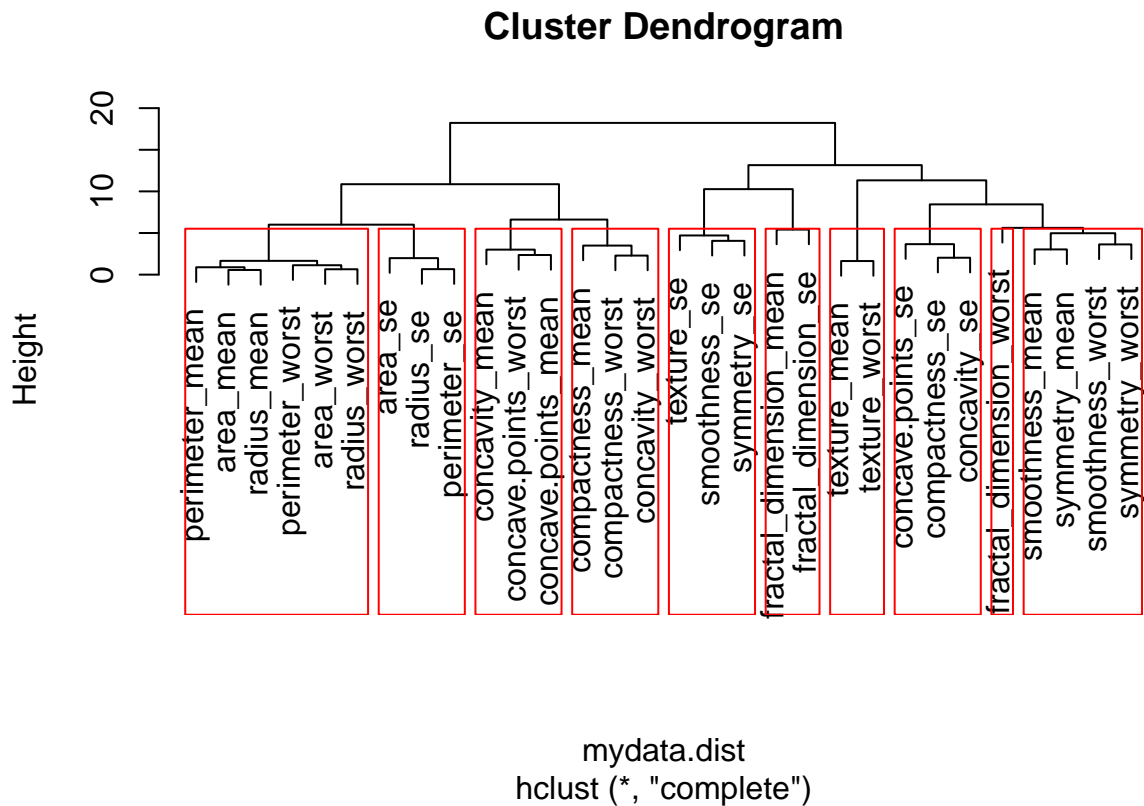 Cluster Dendrogram
Height
0
10
20
perimeter_mean
area_mean
radius_mean
perimeter_worst
area_worst
radius_worst
area_se
radius_se
perimeter_se
concavity_mean
concave.points_worst
concave.points_mean
compactness_mean
compactness_worst
concavity_worst
texture_se
smoothness_se
symmetry_se
fractal_dimension_mean
fractal_dimension_se
texture_mean
texture_worst
concave.points_se
compactness_se
concavity_se
fractal_dimension_worst
smoothness_mean
symmetry_mean
smoothness_worst
symmetry_worst
mydata.dist
hclust (*, "complete")